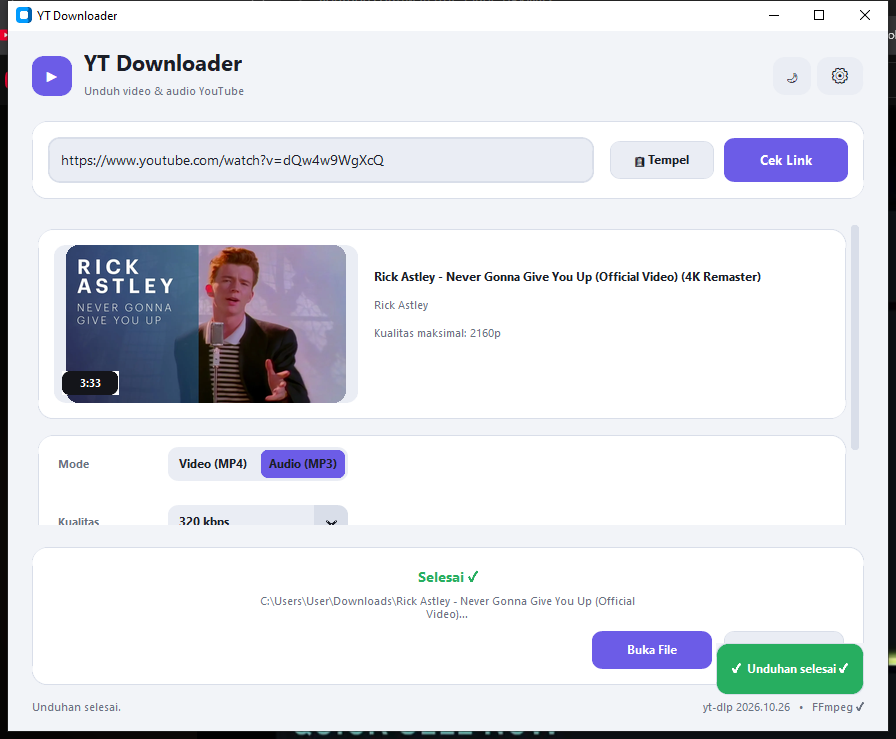 YT Downloader
YT Downloader
Unduh video & audio YouTube
https://www.youtube.com/watch?v=dQw4w9WgXcQ
Tempel
Cek Link
RICK
ASTLEY
NEVER GONNA
GIVE YOU UP
3:33
Rick Astley - Never Gonna Give You Up (Official Video) (4K Remaster)
Rick Astley
Kualitas maksimal: 2160p
Mode
Video (MP4)
Audio (MP3)
Kualitas
320 kbps
Selesai ✓
C:\Users\User\Downloads\Rick Astley - Never Gonna Give You Up (Official
Video)...
Buka File
✓ Unduhan selesai ✓
Unduhan selesai.
yt-dlp 2026.10.26 • FFmpeg ✓